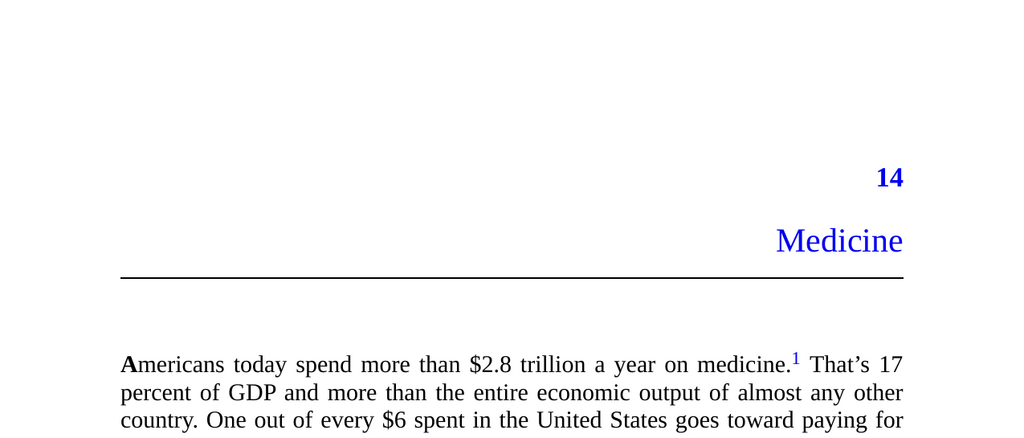 14
Medicine
Americans today spend more than $2.8 trillion a year on medicine.1 That’s 17
percent of GDP and more than the entire economic output of almost any other
country. One out of every $6 spent in the United States goes toward paying for